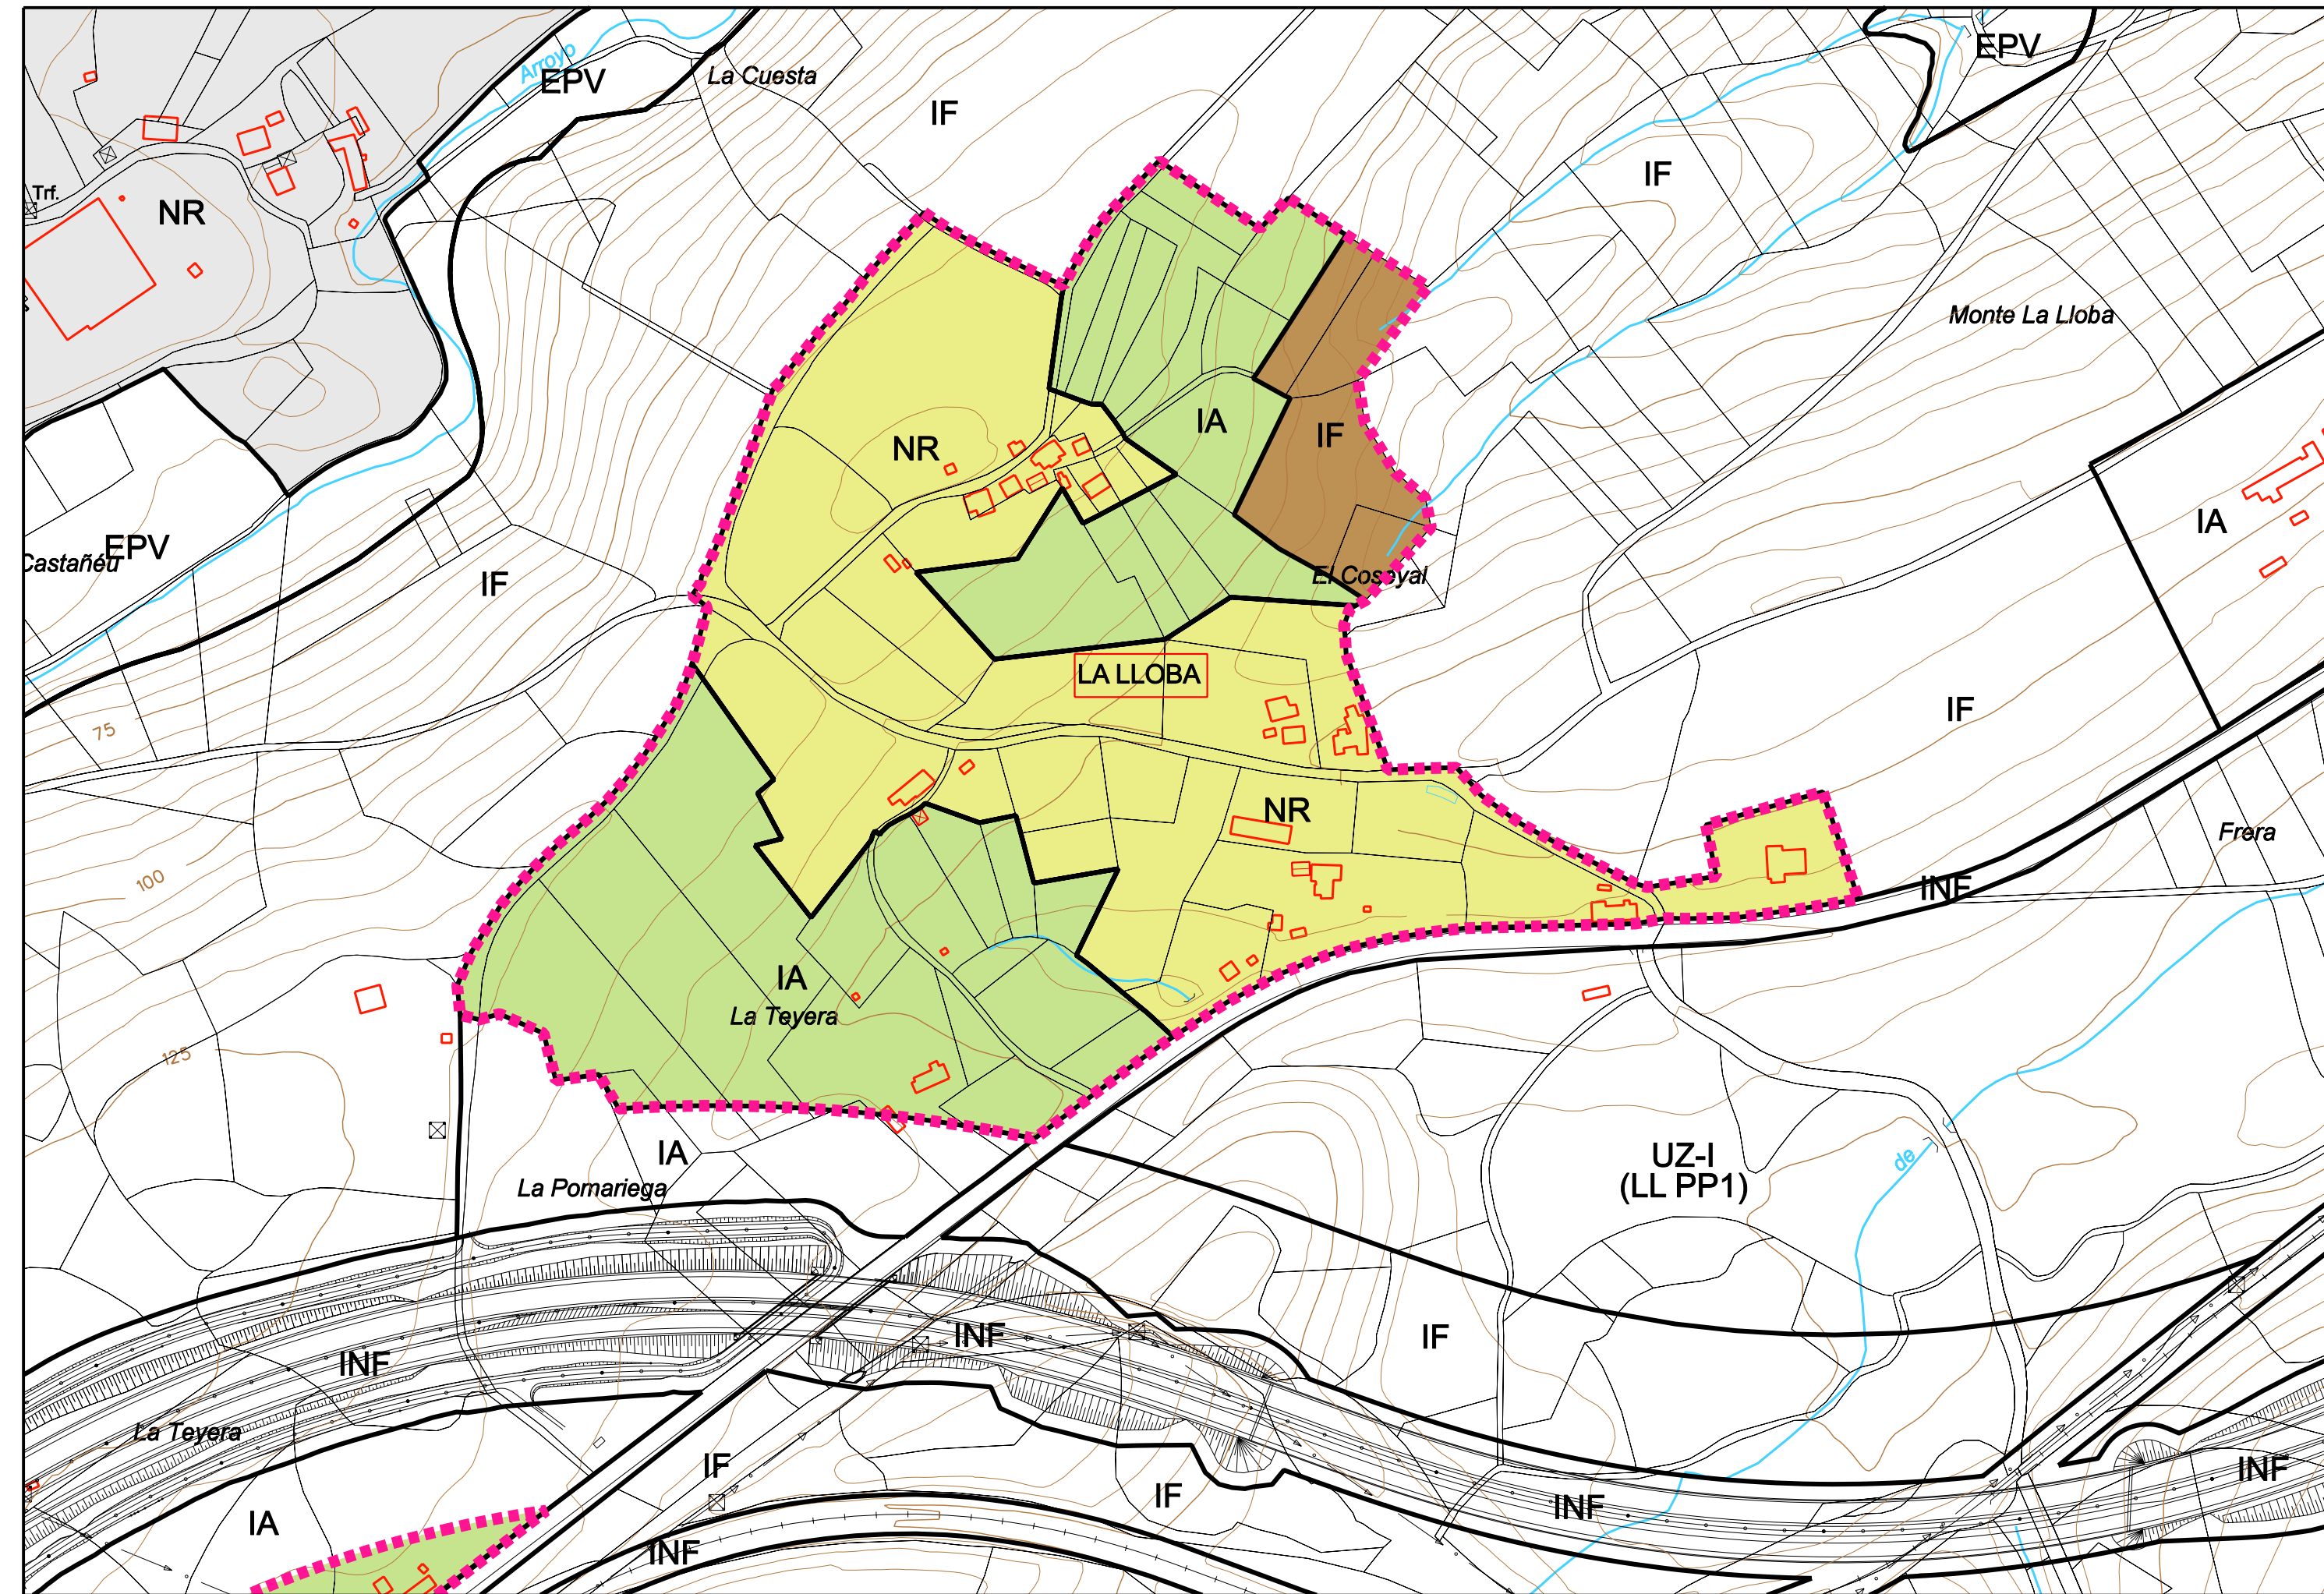 Arroyo
EPV
La Cuesta
IF
EPV
IF
Trf.
NR
Monte La Lloba
IA
IF
NR
IA
EPV
Castañéu
IF
El Coseyal
LA LLOBA
IF
75
NR
Frera
100
INF
IA
La Teyera
125
IA
La Pomariega
UZ-I
(LL PP1)
de
INF
INF
IF
La Teyera
IF
IF
INF
INF
IA
INF